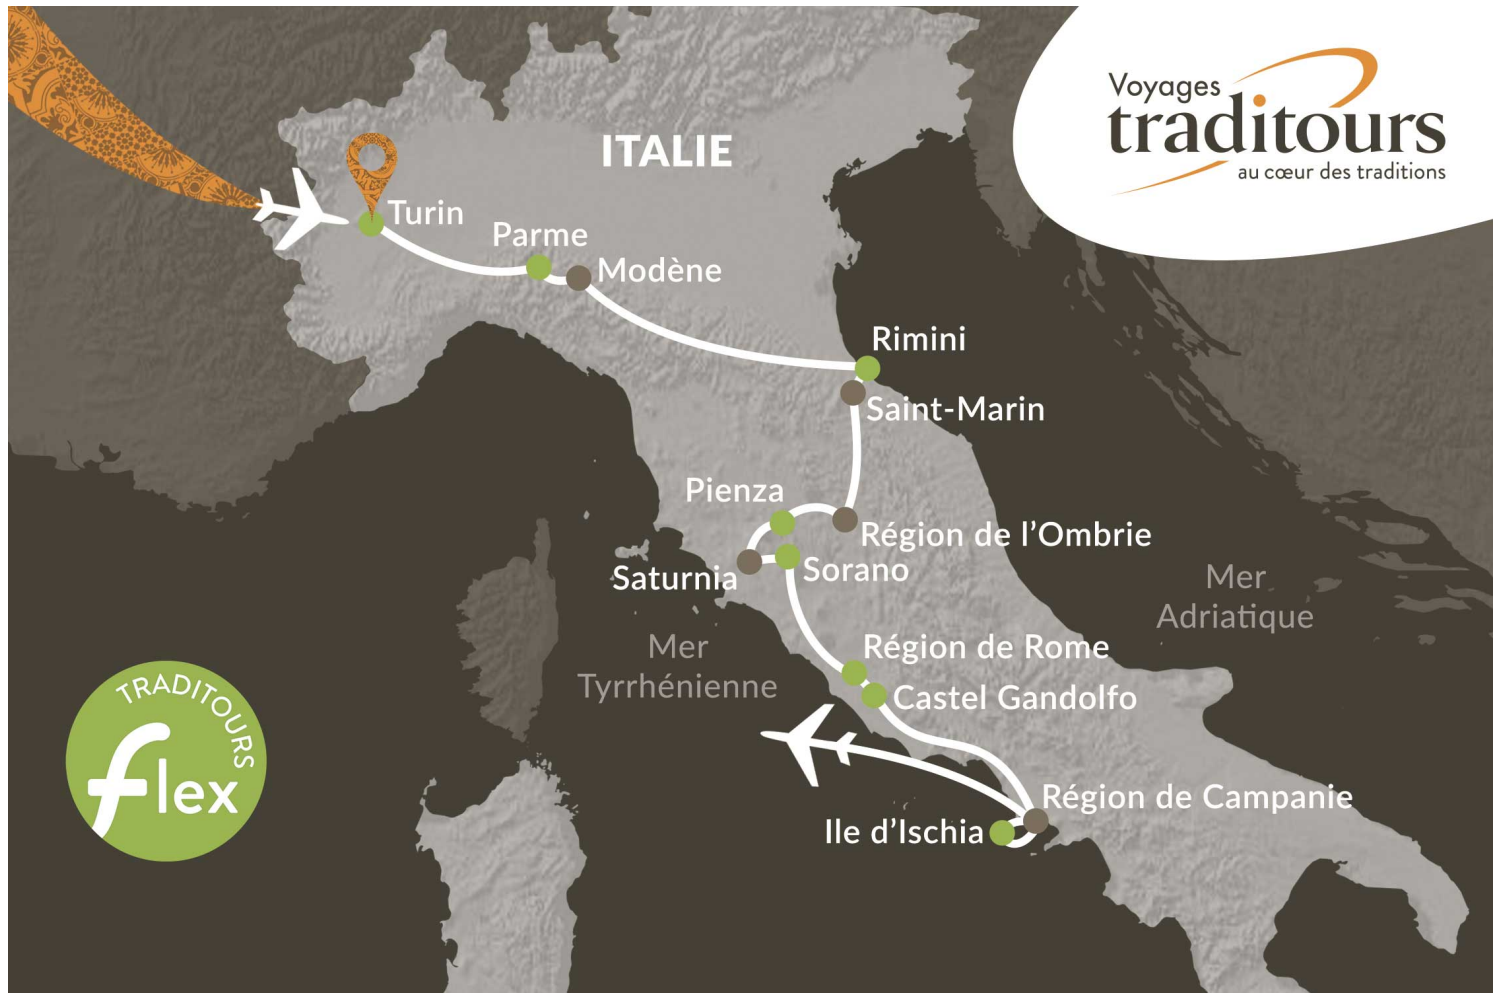 Voyages
traditours
au cœur des traditions
ITALIE
Turin
Parme
Modène
Rimini
Saint-Marin
Pienza
Région de l’Ombrie
Saturnia
Sorano
Mer
Adriatique
Mer
Tyrrhénienne
Région de Rome
Castel Gandolfo
TRADITOURS
flex
Région de Campanie
Ile d’Ischia